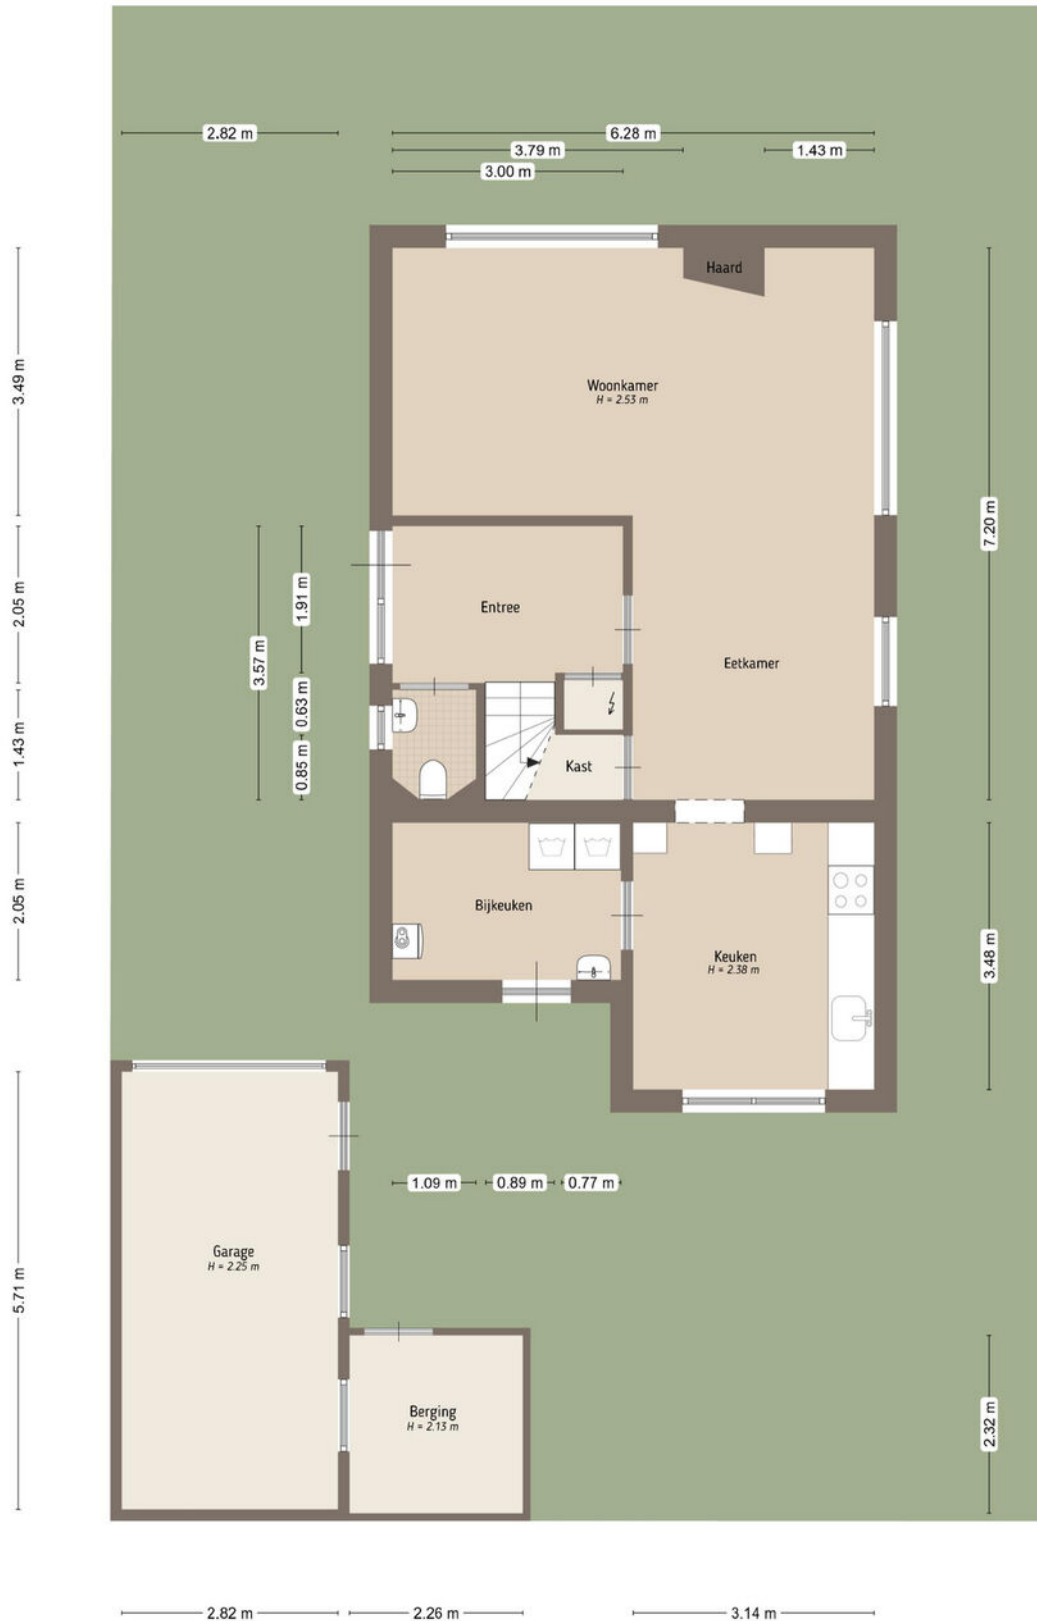 2.82 m
6.28 m
3.79 m
1.43 m
3.00 m
Haard
3.49 m
Woonkamer
H = 2.53 m
7.20 m
2.05 m
1.91 m
Entree
3.57 m
Eetkamer
0.63 m
1.43 m
0.85 m
Kast
2.05 m
Bijkeuken
3.48 m
Keuken
H = 2.38 m
1.09 m
0.89 m
0.77 m
Garage
H = 2.25 m
5.71 m
Berging
H = 2.13 m
2.32 m
2.82 m
2.26 m
3.14 m